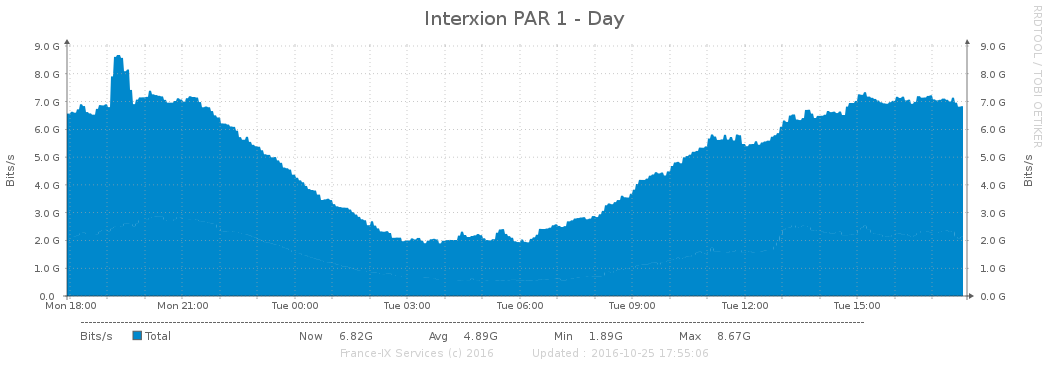 Interxion PAR 1 - Day
RRDTOOL / TOBI OETIKER
Bits/s
9.0 G 9.0 G
8.0 G 8.0 G
7.0 G 7.0 G
6.0 G 6.0 G
5.0 G 5.0 G
4.0 G 4.0 G
3.0 G 3.0 G
2.0 G 2.0 G
1.0 G 1.0 G
0.0 0.0 G
Bits/s
Mon 18:00 Mon 21:00 Tue 00:00 Tue 03:00 Tue 06:00 Tue 09:00 Tue 12:00 Tue 15:00
Bits/s Total Now 6.82G Avg 4.89G Min 1.89G Max 8.67G
France-IX Services (c) 2016 Updated : 2016-10-25 17:55:06